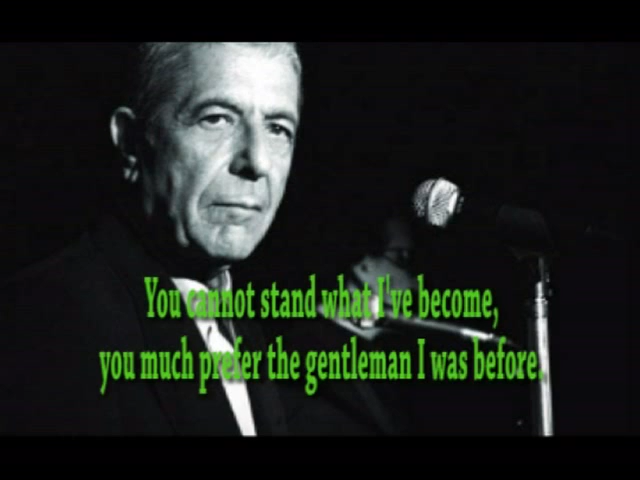 You cannot stand what I've become,
you much prefer the gentleman I was before.